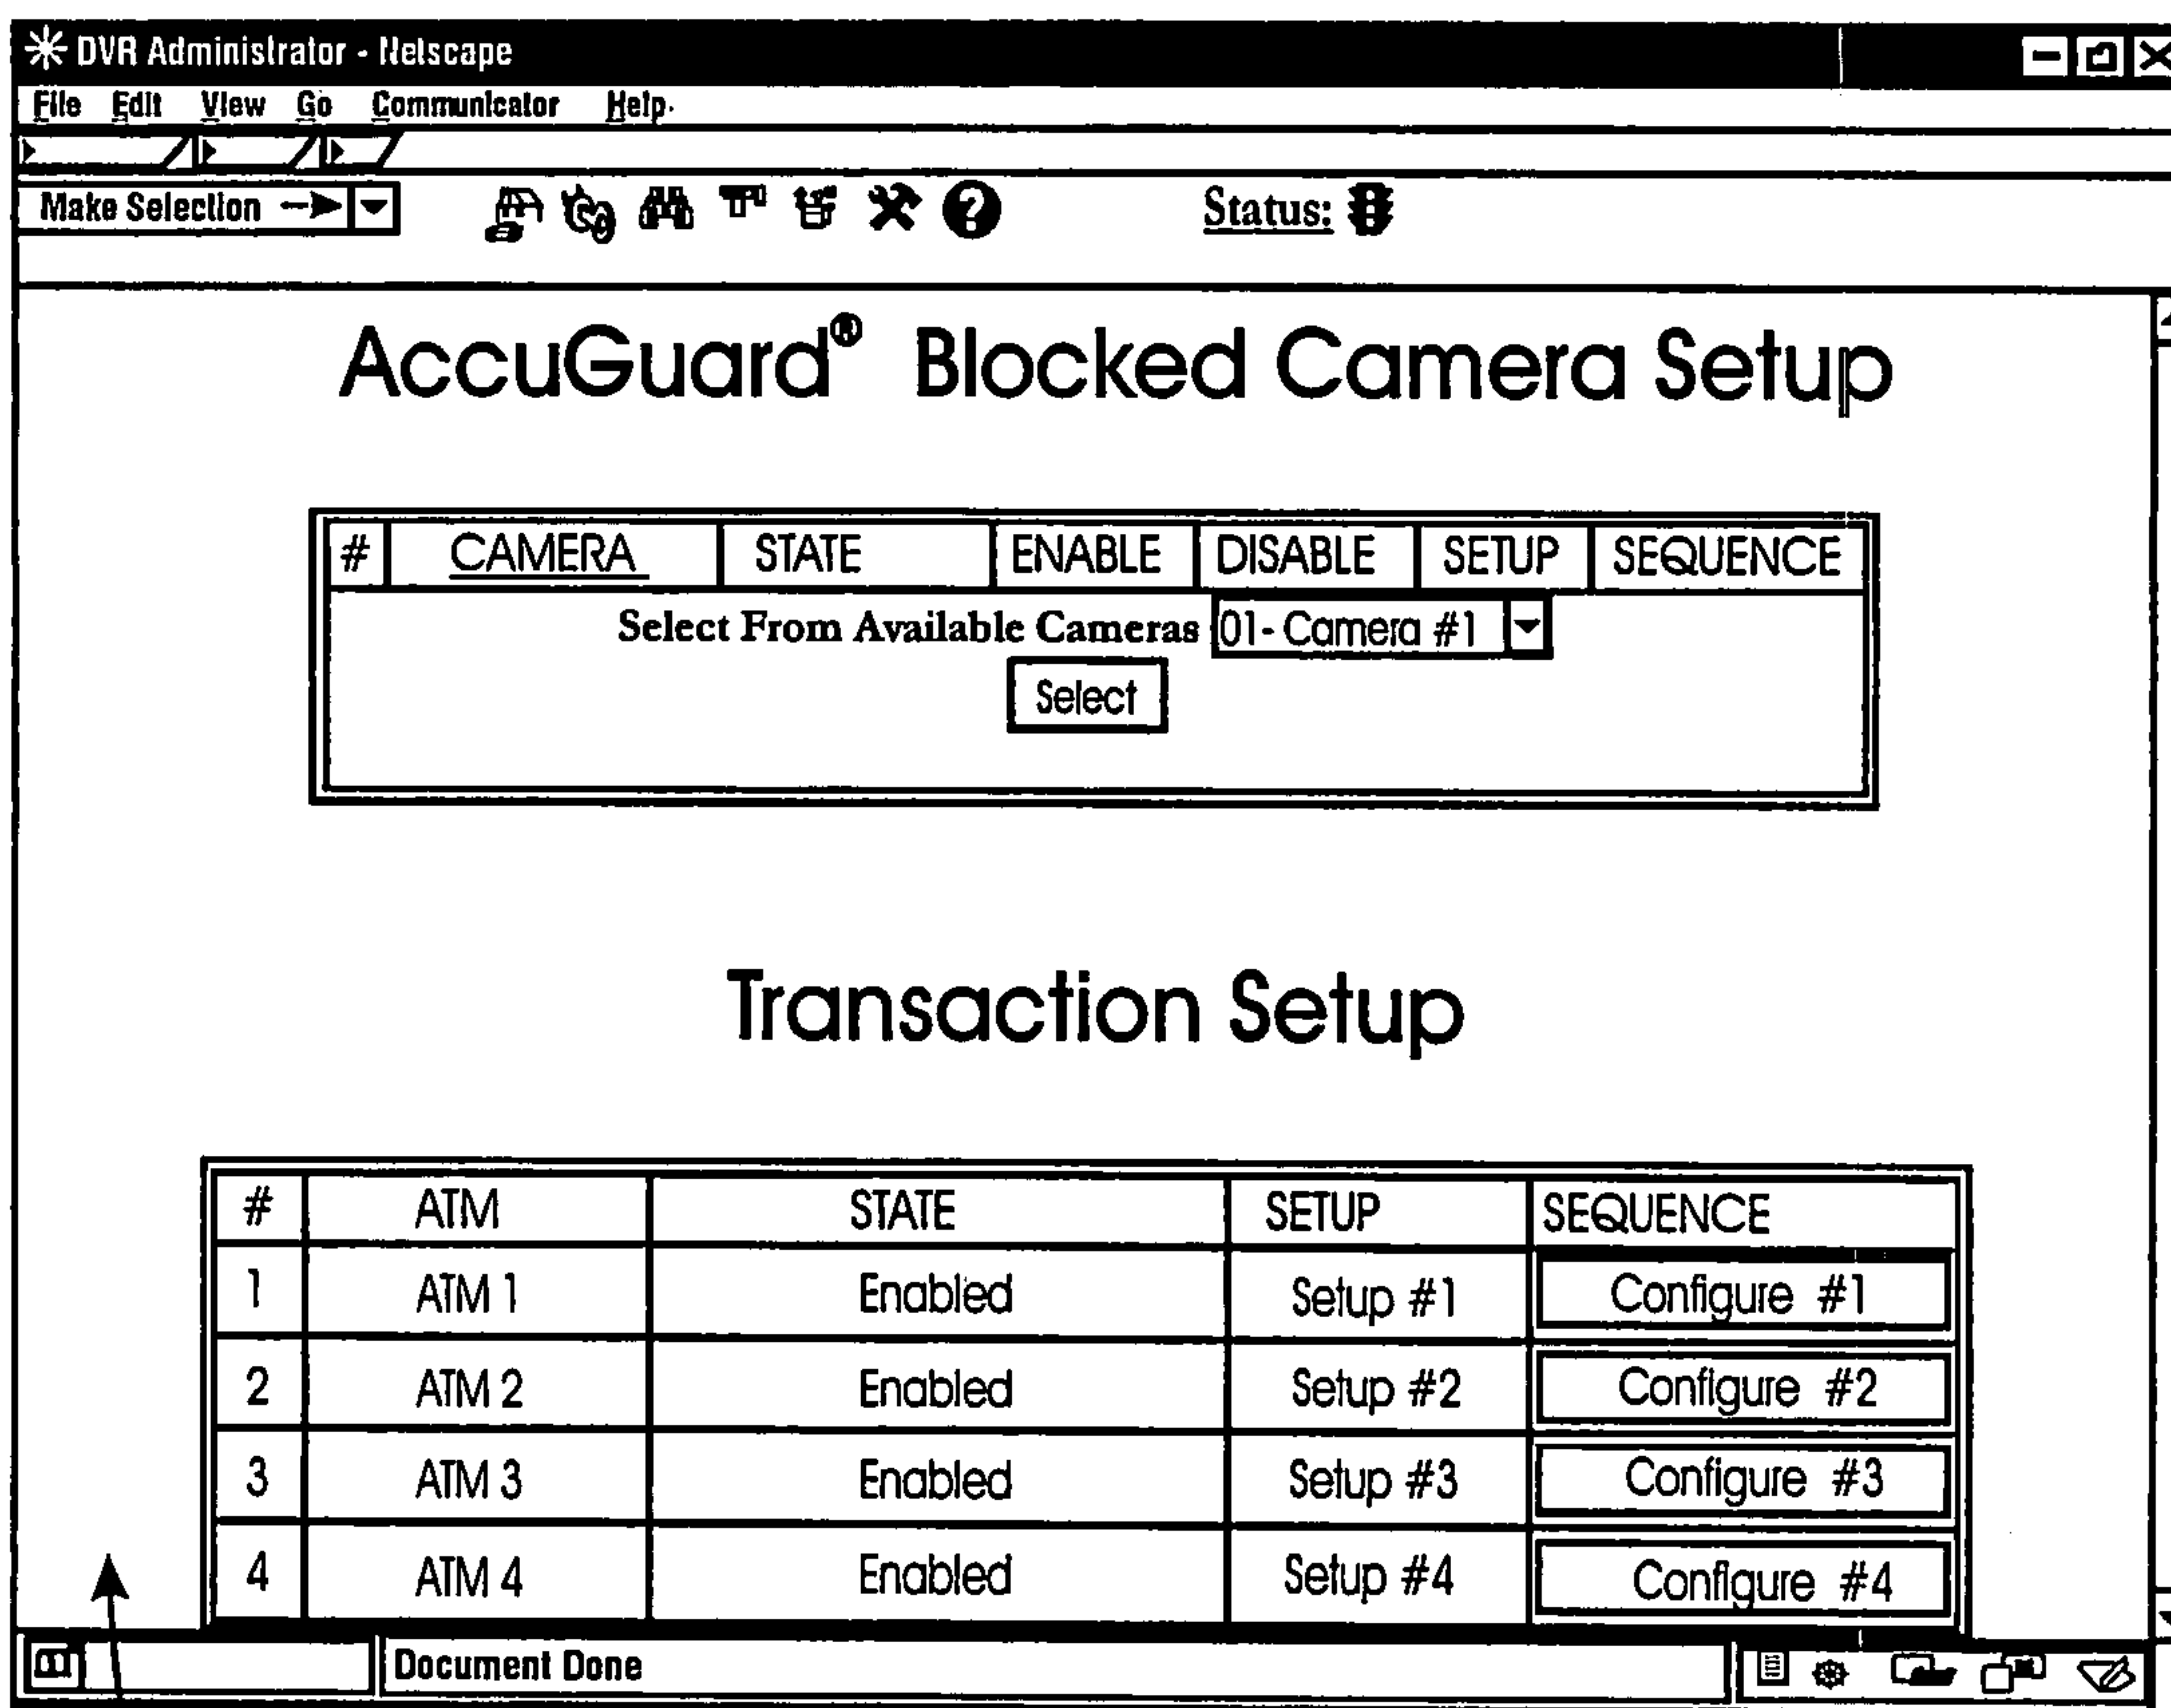 DVR Administrator - Netscape
File Edit View Go Communicator Help
Make Selection Status:
AccuGuard® Blocked Camera Setup
# CAMERA STATE ENABLE DISABLE SETUP SEQUENCE
Select From Available Cameras 01- Camera #1
Select
Transaction Setup
# ATM STATE SETUP SEQUENCE
1 ATM 1 Enabled Setup #1 Configure #1
2 ATM 2 Enabled Setup #2 Configure #2
3 ATM 3 Enabled Setup #3 Configure #3
4 ATM 4 Enabled Setup #4 Configure #4
Document Done